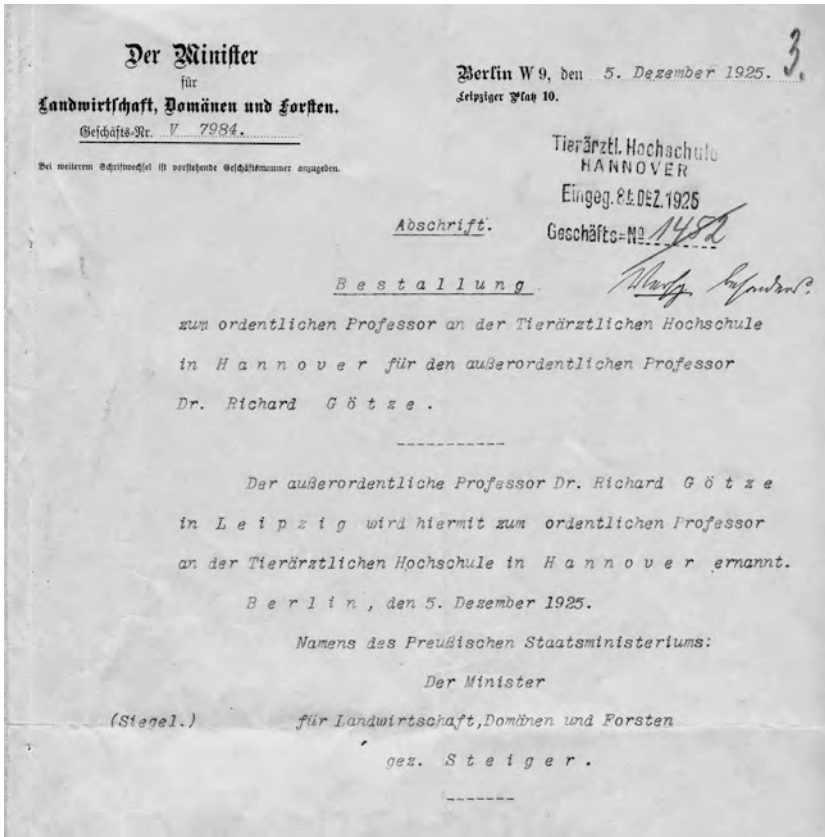 Der Minister
für
Landwirtschaft, Domänen und Forsten.
Geschäfts-Nr. V 7984.
Bei weiterem Schriftwechsel ist vorstehende Geschäftsnummer anzugeben.
3.
Berlin W 9, den 5. Dezember 1925.
Leipziger Platz 10.
Tierärztl. Hochschule
HANNOVER
Eingeg. DEZ. 1925
Geschäfts=No 1482
Abschrift.
Bestallung
zum ordentlichen Professor an der Tierärztlichen Hochschule
in Hannover für den außerordentlichen Professor
Dr. Richard Götze.
Der außerordentliche Professor Dr. Richard Götze
in Leipzig wird hiermit zum ordentlichen Professor
an der Tierärztlichen Hochschule in Hannover ernannt.
Berlin, den 5. Dezember 1925.
Namens des Preußischen Staatsministeriums:
Der Minister
(Siegel.) für Landwirtschaft,Domänen und Forsten
gez. Steiger.